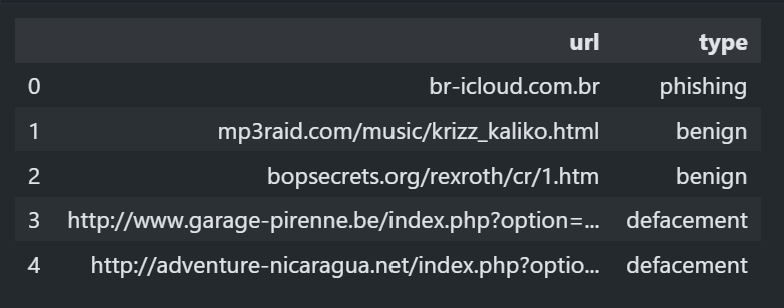 url type
0 br-icloud.com.br phishing
1 mp3raid.com/music/krizz_kaliko.html benign
2 bopsecrets.org/rexroth/cr/1.htm benign
3 http://www.garage-pirenne.be/index.php?option=... defacement
4 http://adventure-nicaragua.net/index.php?optio... defacement